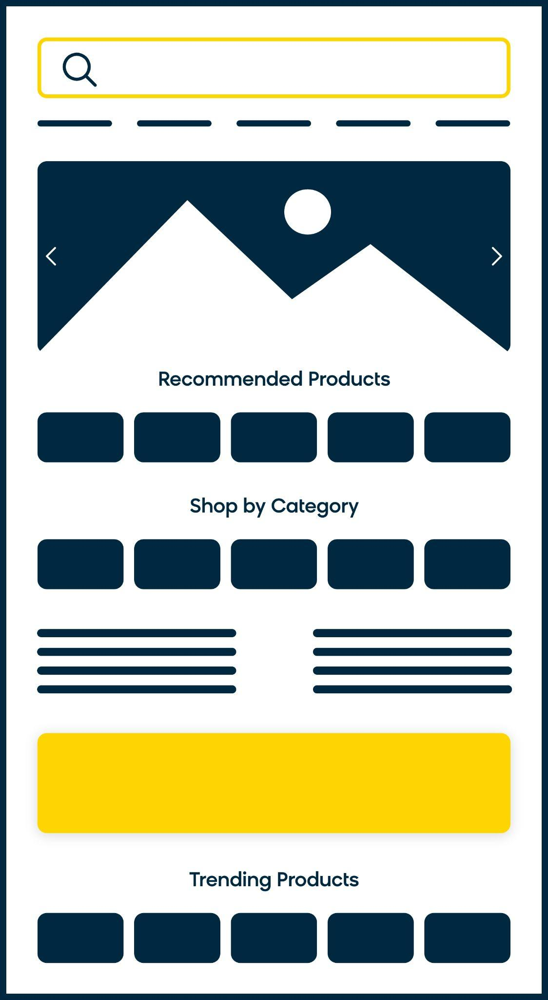 Recommended Products
Shop by Category
Trending Products